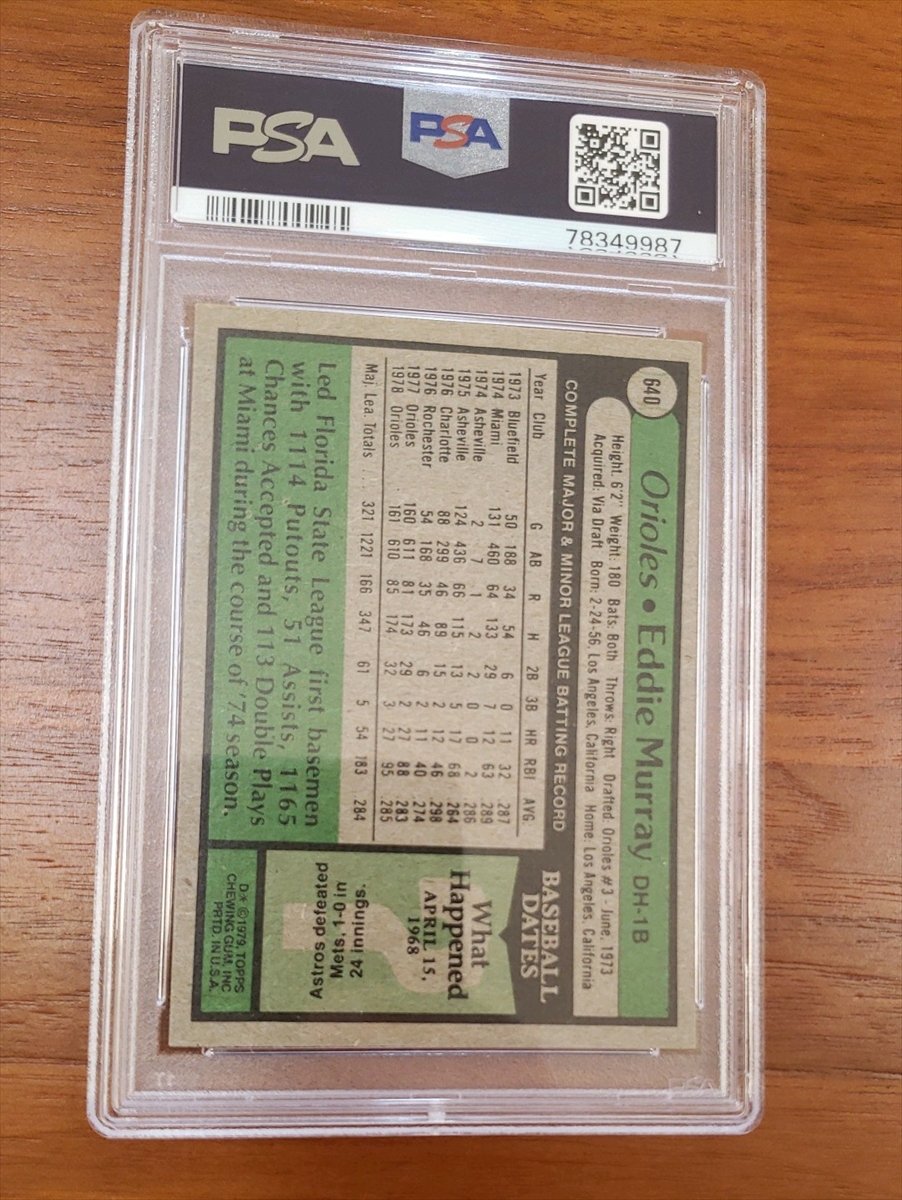 PSA
PSA
78349987
640
Orioles • Eddie Murray DH-1B
Height: 6'2" Weight: 180 Bats: Both Throws: Right Drafted: Orioles #3 - June, 1973
Acquired: Via Draft Born: 2-24-56, Los Angeles, California Home: Los Angeles, California
COMPLETE MAJOR & MINOR LEAGUE BATTING RECORD
Year Club G AB R H 2B 3B HR RBI AVG.
1973 Bluefield 50 188 34 54 6 0 11 32 .287
1974 Miami 131 460 64 133 29 7 12 63 .289
1974 Asheville 2 7 1 2 2 0 0 2 .286
1975 Asheville 124 436 66 115 13 5 17 68 .264
1976 Charlotte 88 299 46 89 15 2 12 46 .298
1976 Rochester 54 168 35 46 6 2 11 40 .274
1977 Orioles 160 611 81 173 29 2 27 88 .283
1978 Orioles 161 610 85 174 32 3 27 95 .285
Maj. Lea. Totals 321 1221 166 347 61 5 54 183 .284
Led Florida State League first basemen
with 1114 Putouts, 51 Assists, 1165
Chances Accepted and 113 Double Plays
at Miami during the course of '74 season.
BASEBALL
DATES
What
Happened
APRIL 15,
1968
Astros defeated
Mets, 1-0 in
24 innings.
D* © 1979, TOPPS
CHEWING GUM, INC
PRTD. IN U.S.A.